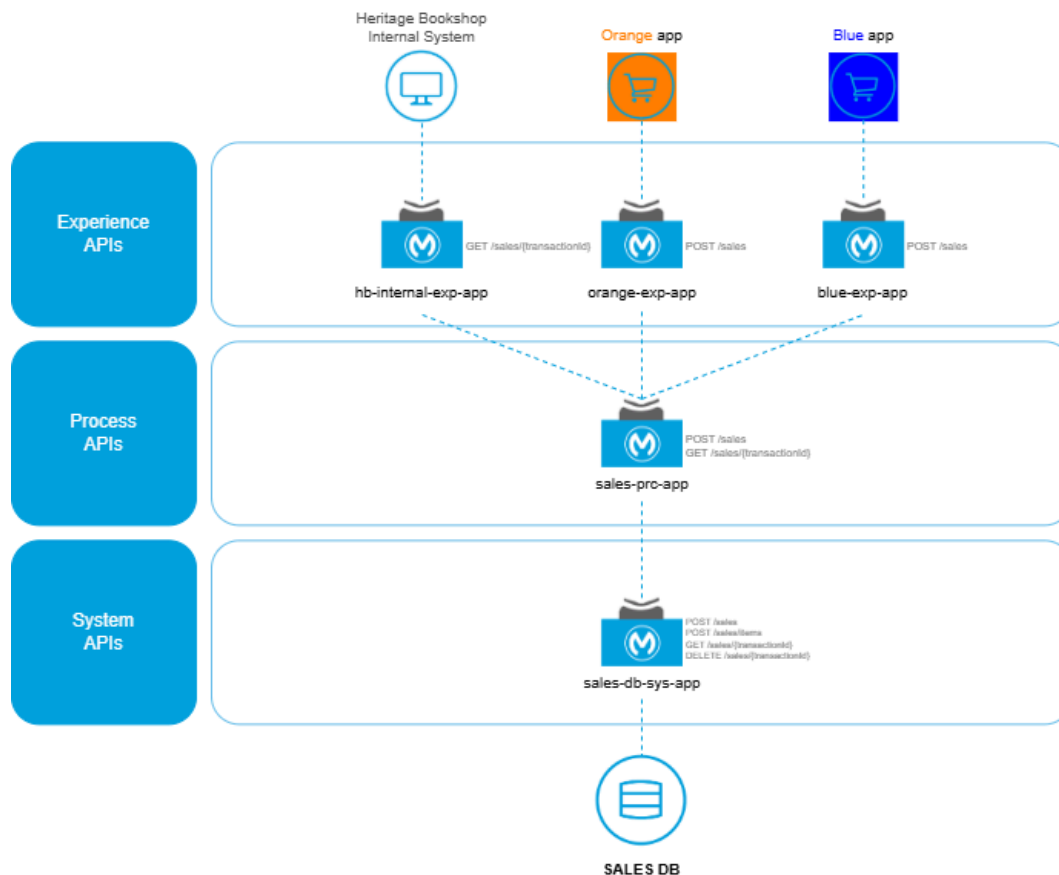 Heritage Bookshop
Internal System
Orange app
Blue app
Experience
APIs
GET /sales/{transactionId}
POST /sales
POST /sales
hb-internal-exp-app
orange-exp-app
blue-exp-app
Process
APIs
POST /sales
GET /sales/{transactionId}
sales-prc-app
System
APIs
POST /sales
POST /sales/items
GET /sales/{transactionId}
DELETE /sales/{transactionId}
sales-db-sys-app
SALES DB